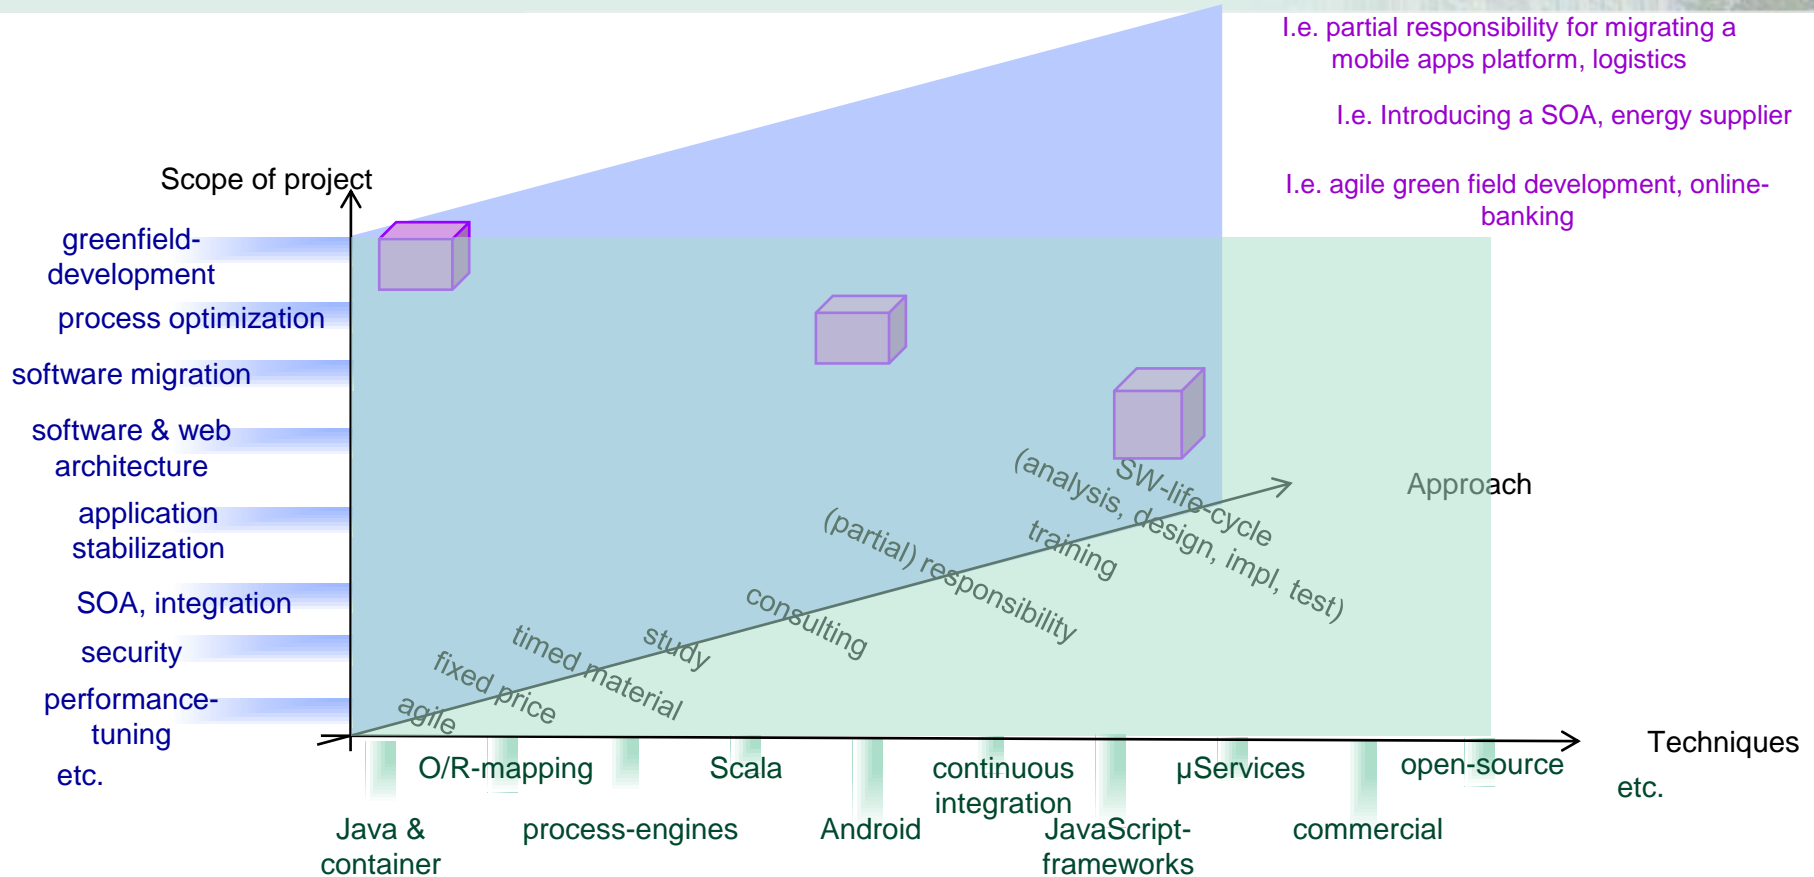 I.e. partial responsibility for migrating a
mobile apps platform, logistics
I.e. Introducing a SOA, energy supplier
I.e. agile green field development, online-
banking
Scope of project
greenfield-
development
process optimization
software migration
software & web
architecture
application
stabilization
SOA, integration
security
performance-
tuning
etc.
Approach
agile
fixed price
timed material
study
consulting
(partial) responsibility
training
SW-life-cycle
(analysis, design, impl, test)
Techniques
etc.
Java &
container
O/R-mapping
process-engines
Scala
Android
continuous
integration
JavaScript-
frameworks
µServices
commercial
open-source